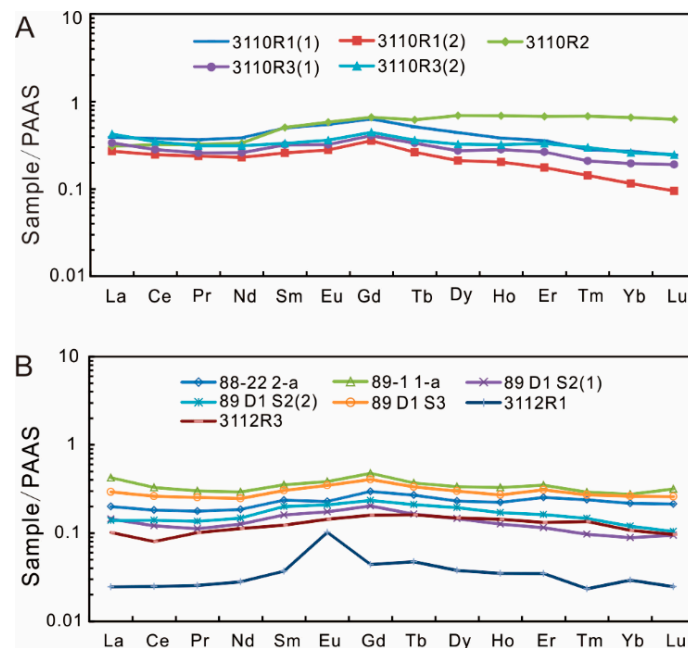 A
10
3110R1(1) 3110R1(2) 3110R2
3110R3(1) 3110R3(2)
1
0.1
0.01
Sample/PAAS
La Ce Pr Nd Sm Eu Gd Tb Dy Ho Er Tm Yb Lu
B
10
88-22 2-a 89-1 1-a 89 D1 S2(1)
89 D1 S2(2) 89 D1 S3 3112R1
3112R3
1
0.1
0.01
Sample/PAAS
La Ce Pr Nd Sm Eu Gd Tb Dy Ho Er Tm Yb Lu